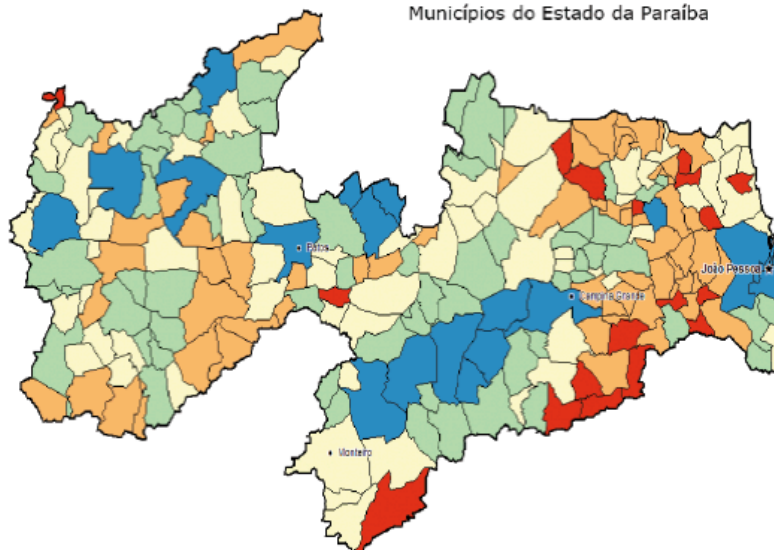 Municípios do Estado da Paraíba
Patos
João Pessoa
Campina Grande
Monteiro